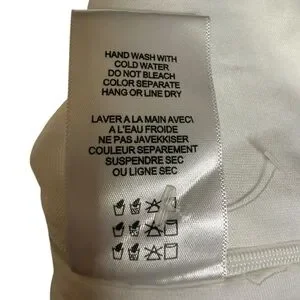 HAND WASH WITH
COLD WATER
DO NOT BLEACH
COLOR SEPARATE
HANG OR LINE DRY
LAVER A LA MAIN AVEC\
A L'EAU FROIDE
NE PAS JAVEKKISER
COULEUR SEPAREMENT
SUSPENDRE SEC
OU LIGNE SEC